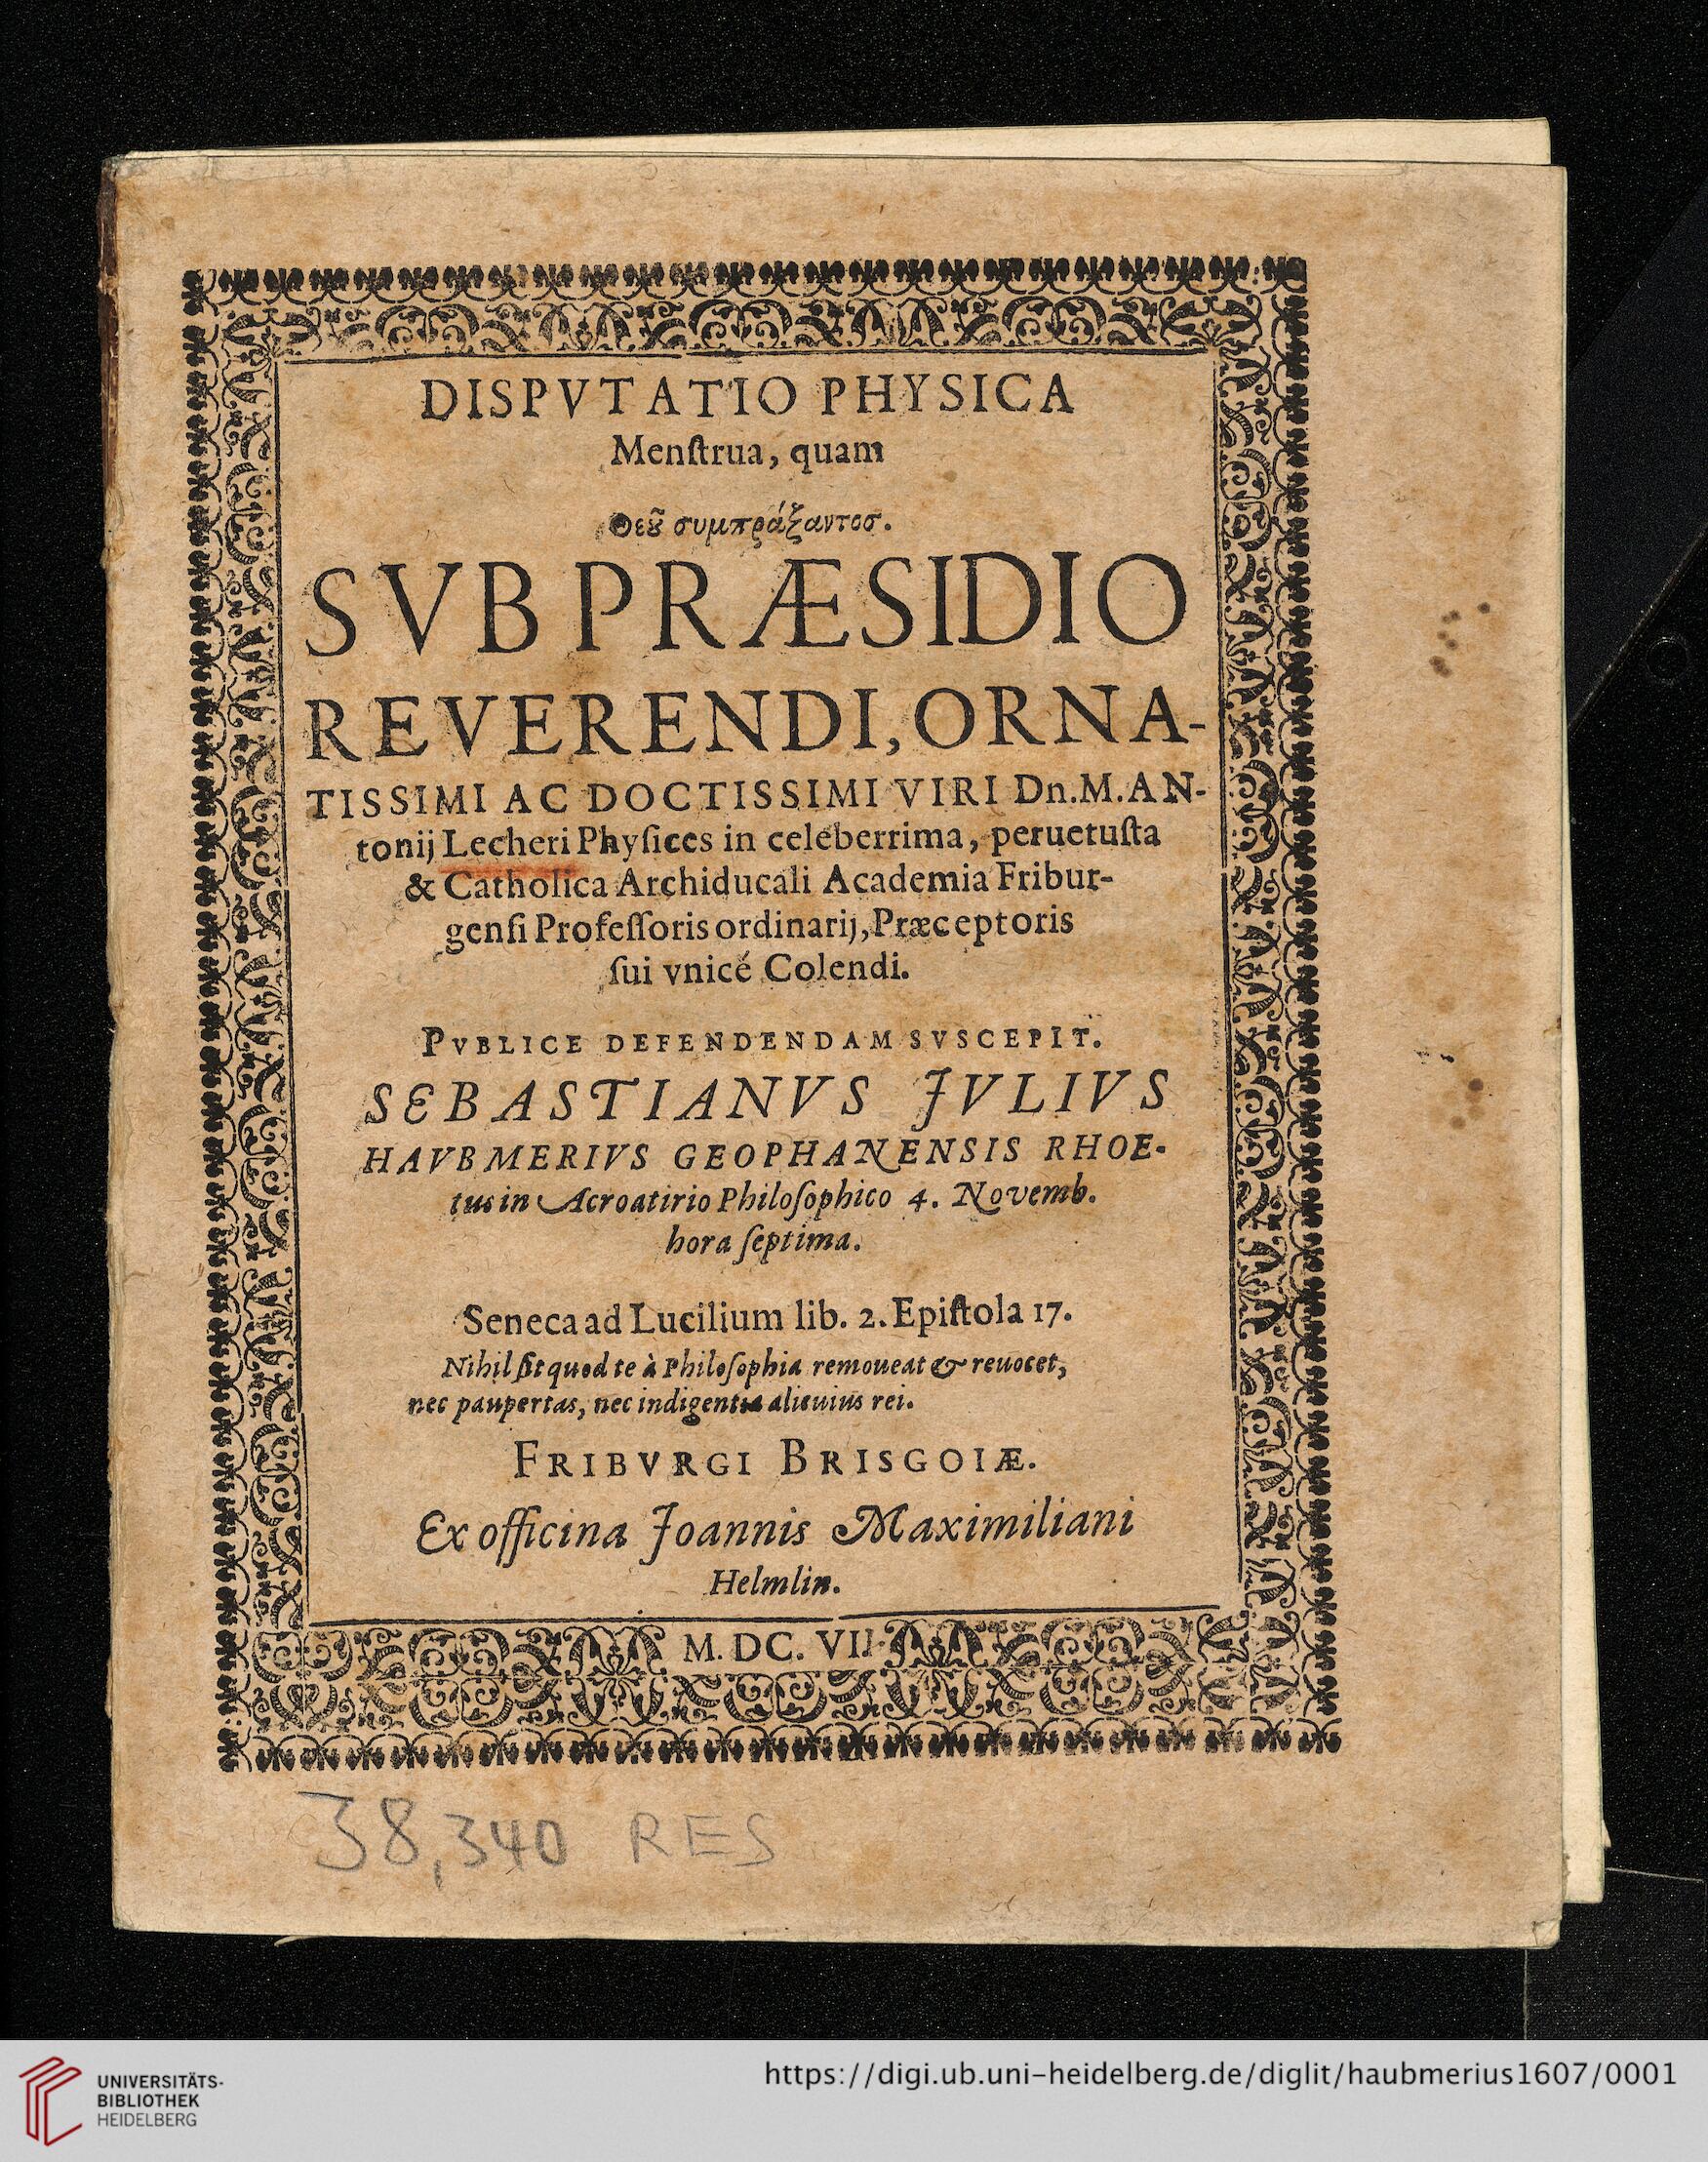 DISPVTATIO PHYSICA
Menſtrua, quam
Θεȣ͂ συμπράξαντοσ.
SVB PRÆSIDIO
REVERENDI, ORNA-
TISSIMI AC DOCTISSIMI VIRI Dn. M. AN-
tonij Lecheri Phyſices in celeberrima, peruetuſta
& Catholica Archiducali Academia Fribur-
genſi Profeſſoris ordinarij, Præceptoris
ſui vnicé Colendi.
PVBLICE DEFENDENDAM SVSCEPIT.
SEBASTIANVS JVLIVS
HAVBMERIVS GEOPHANENSIS RHOE-
tus in Acroatirio Philoſophico 4. Novemb.
hora ſeptima.
Seneca ad Lucilium lib. 2. Epiſtola 17.
Nihil ſit quod te à Philoſophia remoueat & reuocet,
nec paupertas, nec indigentia alicuius rei.
FRIBVRGI BRISGOIÆ.
Ex officina Joannis Maximiliani
Helmlin.
M. DC. VII.
38,340 RES
UNIVERSITÄTS-
BIBLIOTHEK
HEIDELBERG
https://digi.ub.uni-heidelberg.de/diglit/haubmerius1607/0001